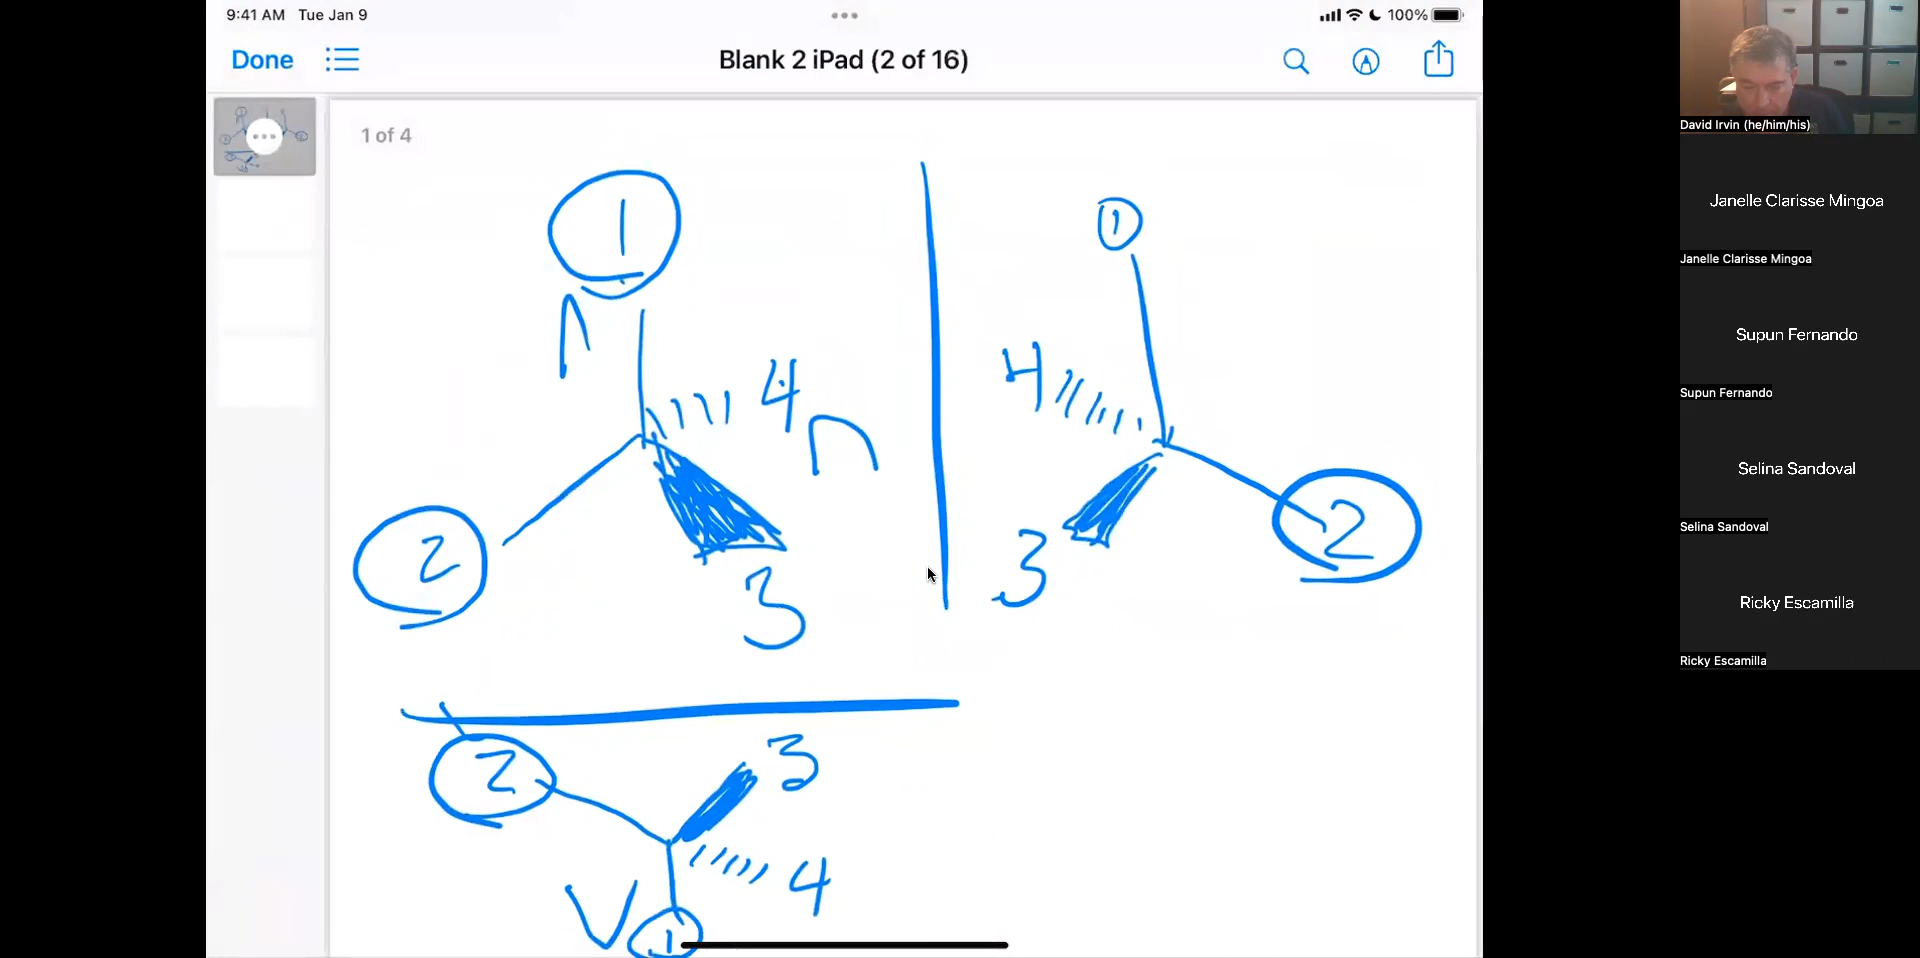 9:41 AM Tue Jan 9
100%
Done
Blank 2 iPad (2 of 16)
1 of 4
1
1
4
4
2
2
3
3
2
3
4
1
David Irvin (he/him/his)
Janelle Clarisse Mingoa
Janelle Clarisse Mingoa
Supun Fernando
Supun Fernando
Selina Sandoval
Selina Sandoval
Ricky Escamilla
Ricky Escamilla